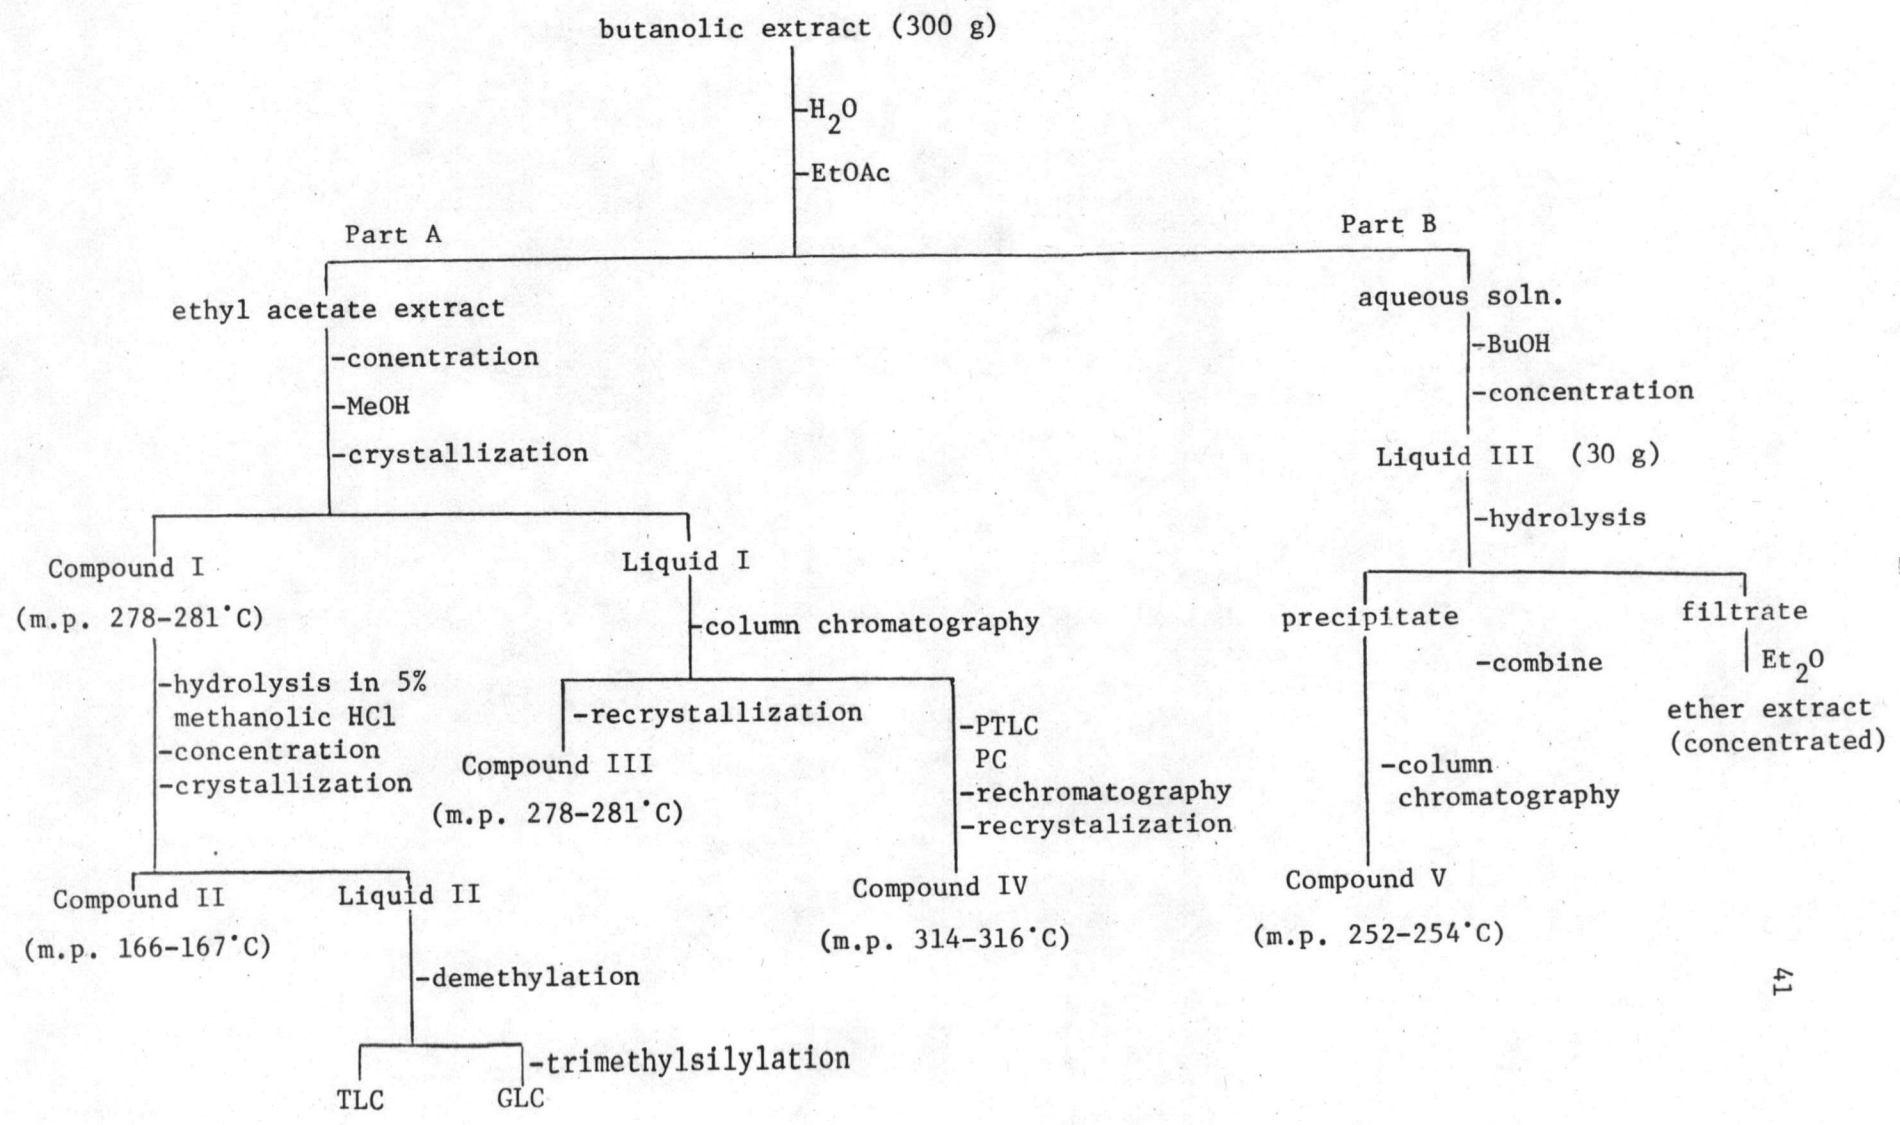 butanolic extract (300 g)
-H2O
-EtOAc
Part A
Part B
ethyl acetate extract
aqueous soln.
-conentration
-MeOH
-crystallization
-BuOH
-concentration
Liquid III (30 g)
-hydrolysis
Compound I
(m.p. 278-281°C)
Liquid I
-column chromatography
precipitate
filtrate
-combine
Et2O
ether extract
(concentrated)
-hydrolysis in 5%
methanolic HCl
-concentration
-crystallization
-recrystallization
Compound III
(m.p. 278-281°C)
-PTLC
PC
-rechromatography
-recrystalization
-column
chromatography
Compound II
(m.p. 166-167°C)
Liquid II
Compound IV
(m.p. 314-316°C)
Compound V
(m.p. 252-254°C)
-demethylation
-trimethylsilylation
TLC
GLC
41